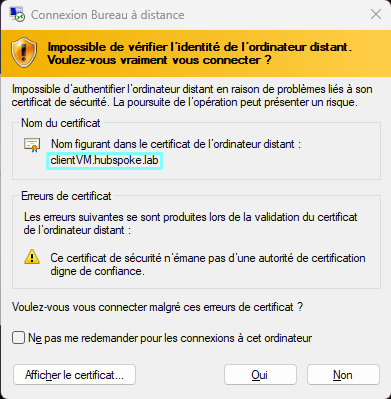 Connexion Bureau à distance
Impossible de vérifier l'identité de l'ordinateur distant.
Voulez-vous vraiment vous connecter ?
Impossible d'authentifier l'ordinateur distant en raison de problèmes liés à son
certificat de sécurité. La poursuite de l'opération peut présenter un risque.
Nom du certificat
Nom figurant dans le certificat de l'ordinateur distant :
clientVM.hubspoke.lab
Erreurs de certificat
Les erreurs suivantes se sont produites lors de la validation du certificat
de l'ordinateur distant :
Ce certificat de sécurité n'émane pas d'une autorité de certification
digne de confiance.
Voulez-vous vous connecter malgré ces erreurs de certificat ?
Ne pas me redemander pour les connexions à cet ordinateur
Afficher le certificat...
Oui
Non